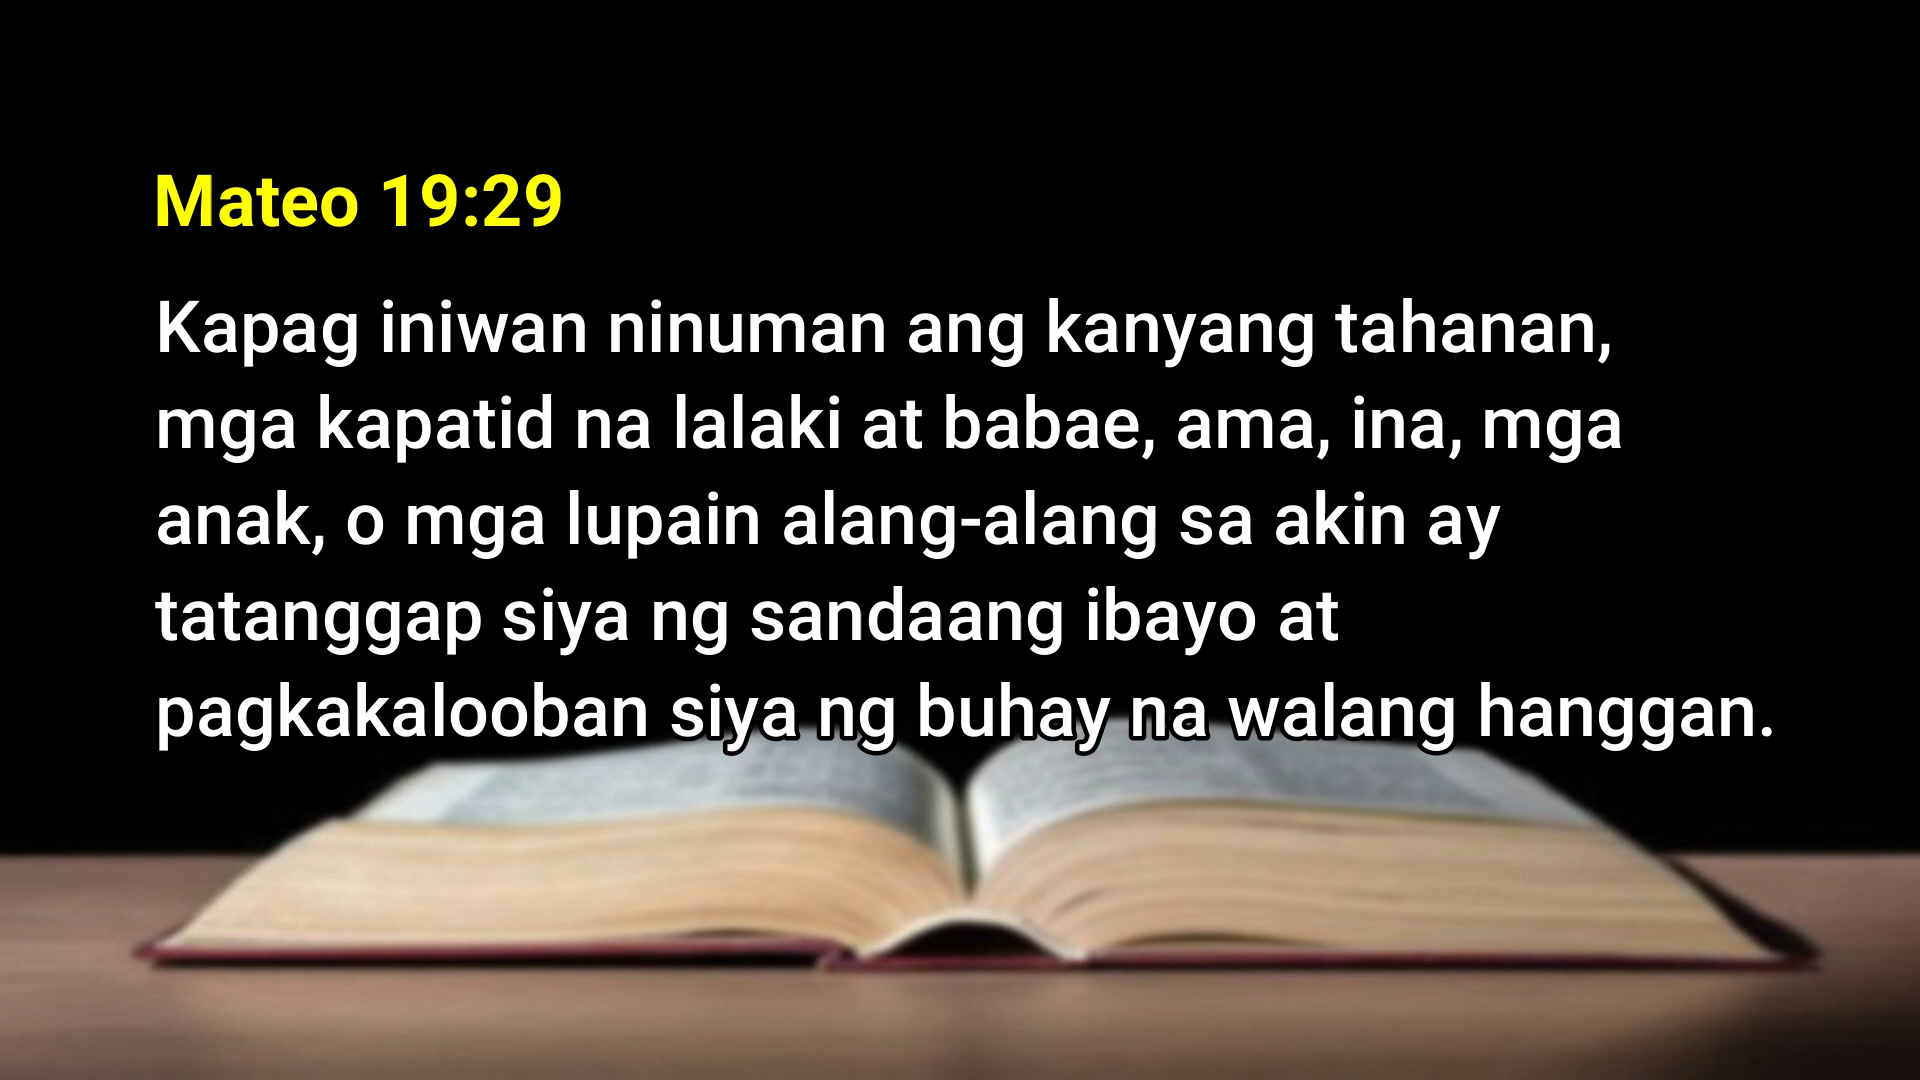 Mateo 19:29
Kapag iniwan ninuman ang kanyang tahanan,
mga kapatid na lalaki at babae, ama, ina, mga
anak, o mga lupain alang-alang sa akin ay
tatanggap siya ng sandaang ibayo at
pagkakalooban siya ng buhay na walang hanggan.